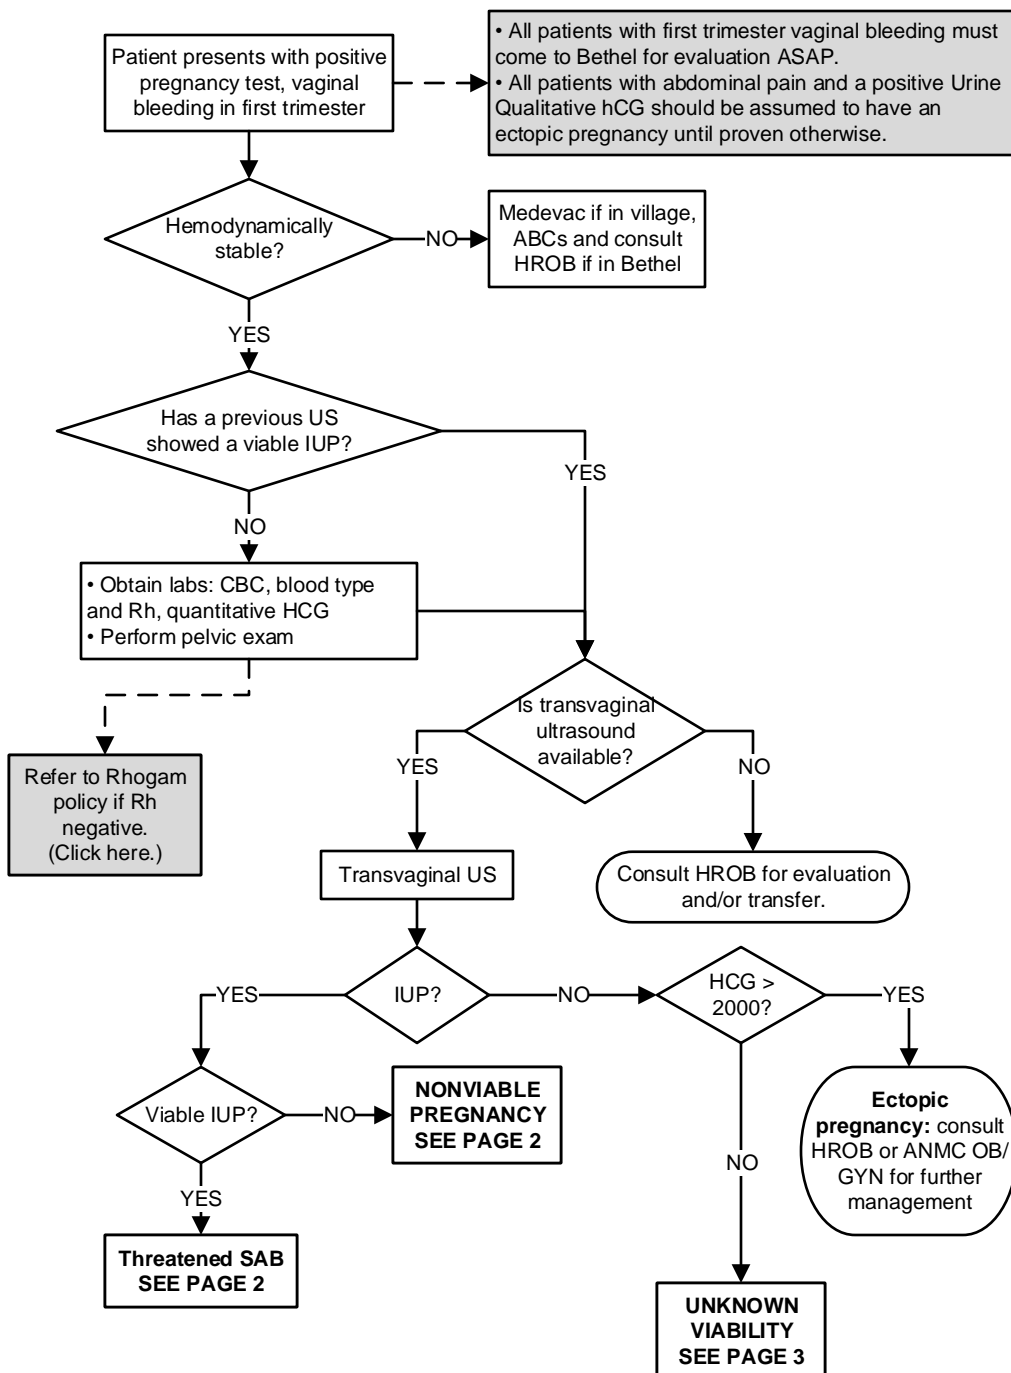 Patient presents with positive
pregnancy test, vaginal
bleeding in first trimester
• All patients with first trimester vaginal bleeding must
come to Bethel for evaluation ASAP.
• All patients with abdominal pain and a positive Urine
Qualitative hCG should be assumed to have an
ectopic pregnancy until proven otherwise.
Hemodynamically
stable?
NO
Medevac if in village,
ABCs and consult
HROB if in Bethel
YES
Has a previous US
showed a viable IUP?
YES
NO
• Obtain labs: CBC, blood type
and Rh, quantitative HCG
• Perform pelvic exam
Is transvaginal
ultrasound
available?
YES
NO
Refer to Rhogam
policy if Rh
negative.
(Click here.)
Transvaginal US
Consult HROB for evaluation
and/or transfer.
IUP?
YES
NO
HCG >
2000?
YES
Viable IUP?
NO
NONVIABLE
PREGNANCY
SEE PAGE 2
Ectopic
pregnancy: consult
HROB or ANMC OB/
GYN for further
management
NO
YES
Threatened SAB
SEE PAGE 2
UNKNOWN
VIABILITY
SEE PAGE 3